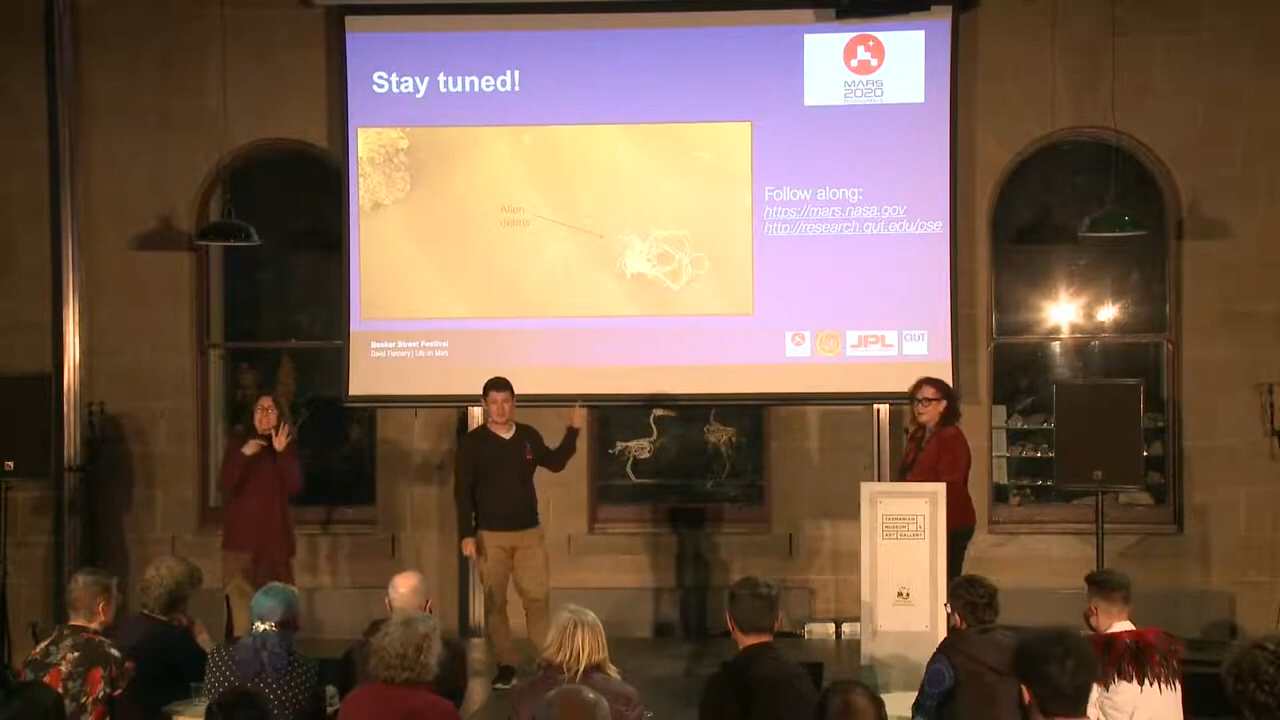 Stay tuned!
MARS
2020
Alien
debris
Follow along:
https://mars.nasa.gov
http://research.qut.edu/pse
Beaker Street Festival
David Flannery | Life on Mars
JPL
QUT
TASMANIAN
MUSEUM &
ART GALLERY